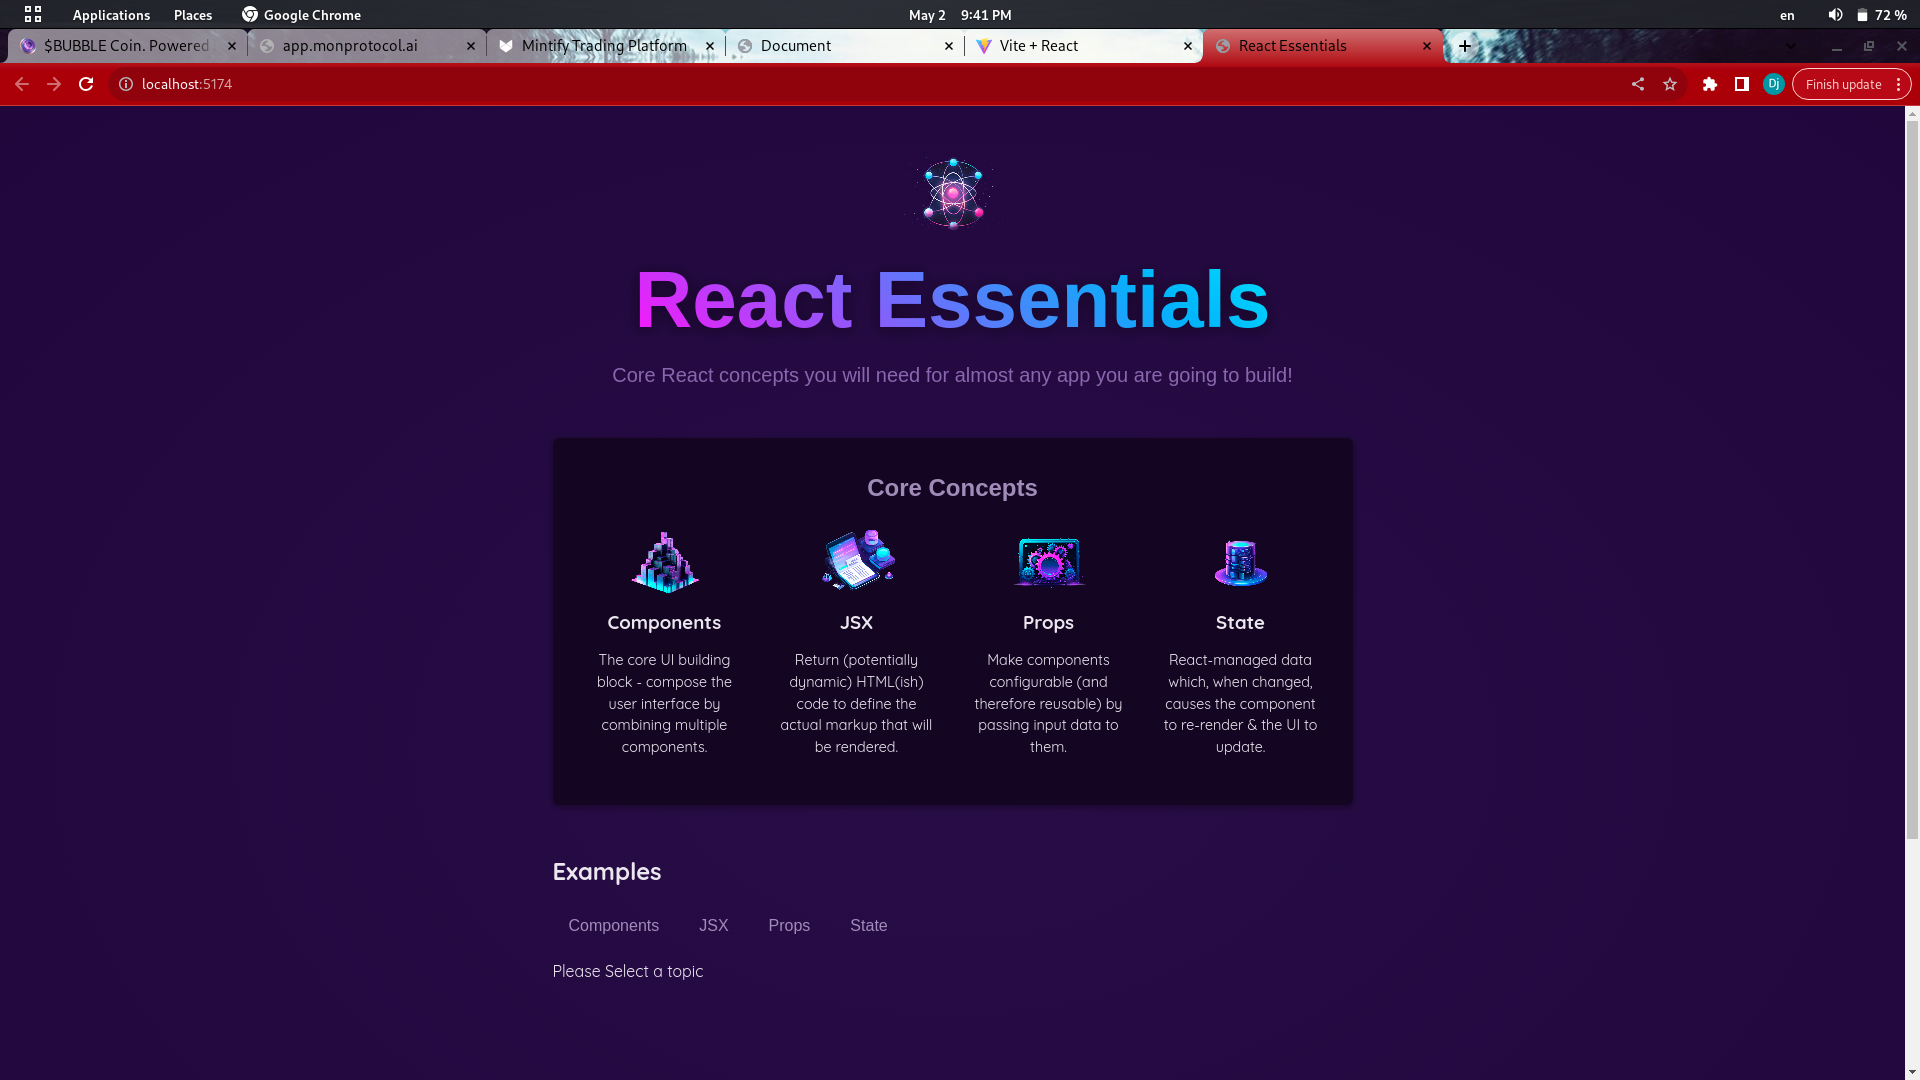 Applications Places Google Chrome May 2 9:41 PM en 72 %
$BUBBLE Coin. Powered app.monprotocol.ai Mintify Trading Platform Document Vite + React React Essentials
localhost:5174 Dj Finish update
React Essentials
Core React concepts you will need for almost any app you are going to build!
Core Concepts
Components
The core UI building
block - compose the
user interface by
combining multiple
components.
JSX
Return (potentially
dynamic) HTML(ish)
code to define the
actual markup that will
be rendered.
Props
Make components
configurable (and
therefore reusable) by
passing input data to
them.
State
React-managed data
which, when changed,
causes the component
to re-render & the UI to
update.
Examples
Components JSX Props State
Please Select a topic